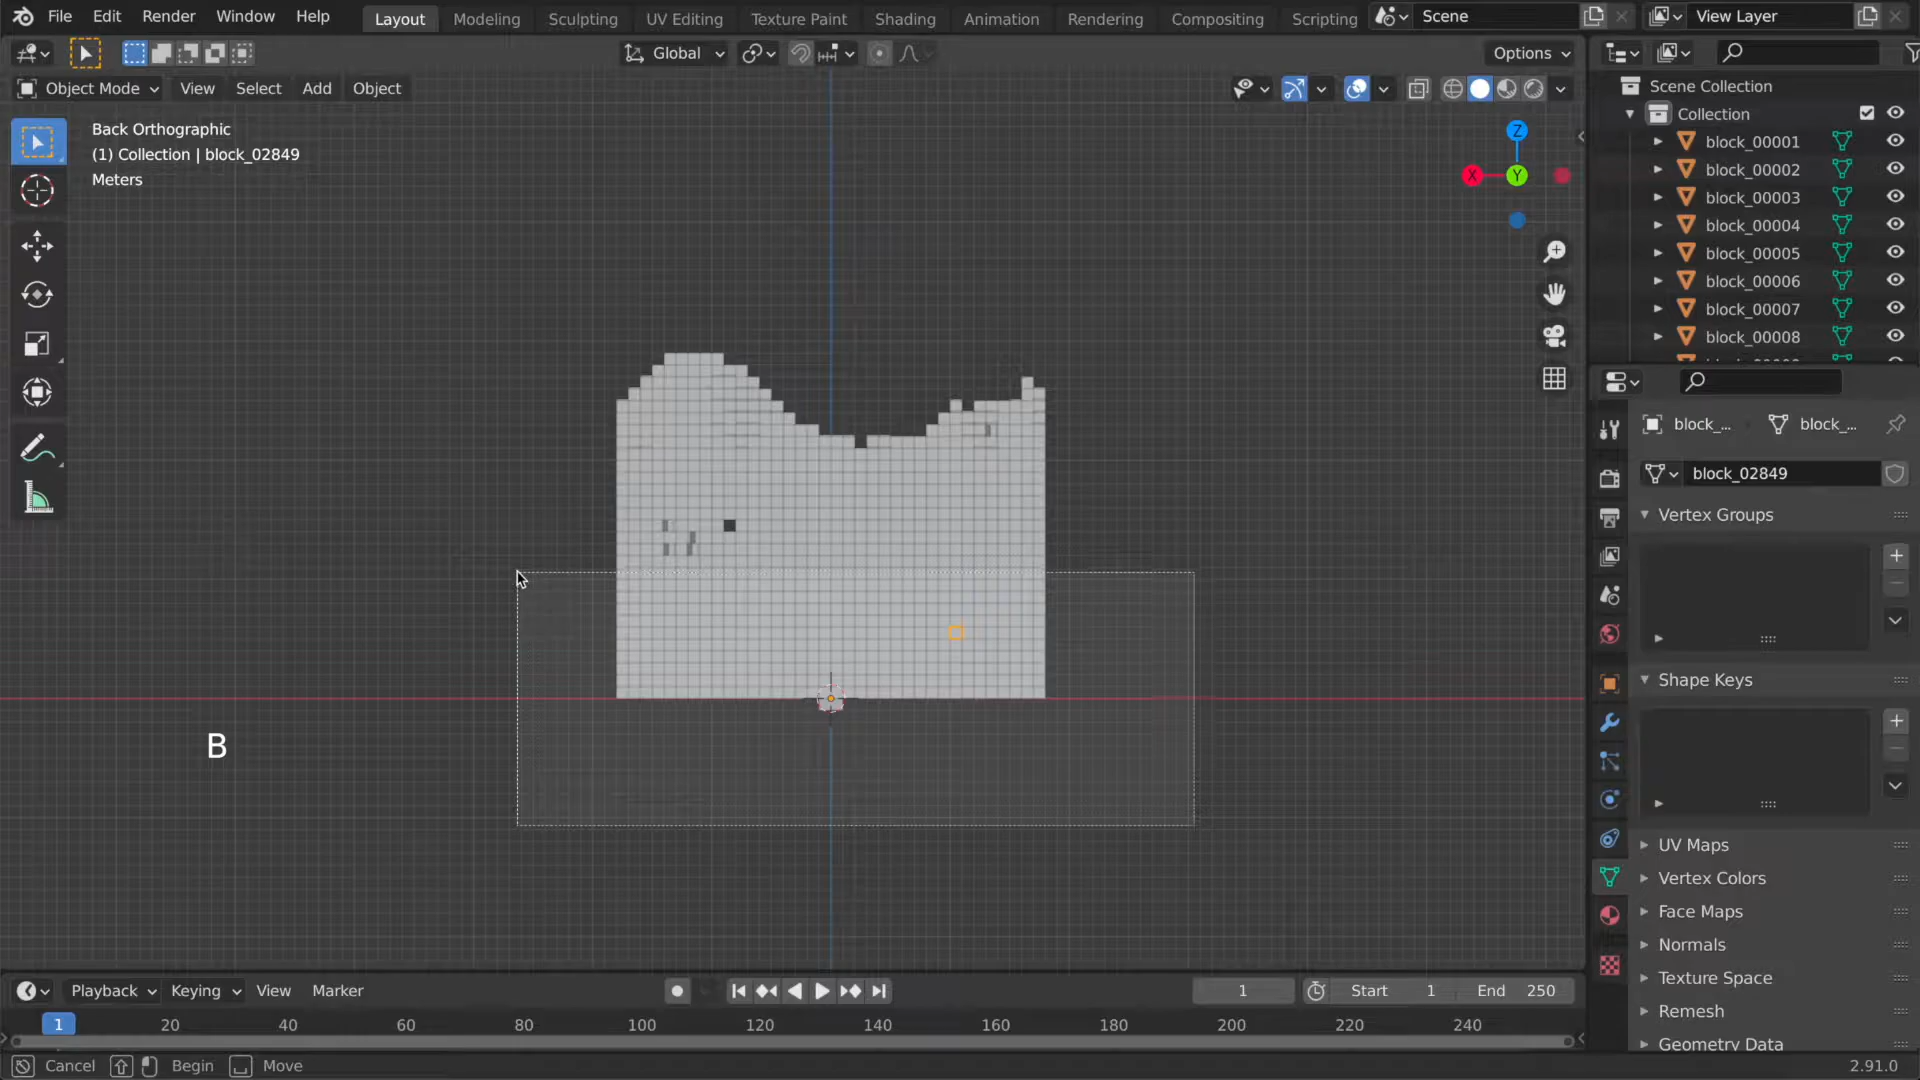 File Edit Render Window Help Layout Modeling Sculpting UV Editing Texture Paint Shading Animation Rendering Compositing Scripting Scene View Layer
Global Options
Object Mode View Select Add Object
Back Orthographic
(1) Collection | block_02849
Meters
Z
X
Y
B
Scene Collection
Collection
block_00001
block_00002
block_00003
block_00004
block_00005
block_00006
block_00007
block_00008
block_... block_...
block_02849
Vertex Groups
Shape Keys
UV Maps
Vertex Colors
Face Maps
Normals
Texture Space
Remesh
Geometry Data
Playback Keying View Marker 1 Start 1 End 250
1 20 40 60 80 100 120 140 160 180 200 220 240
Cancel Begin Move 2.91.0